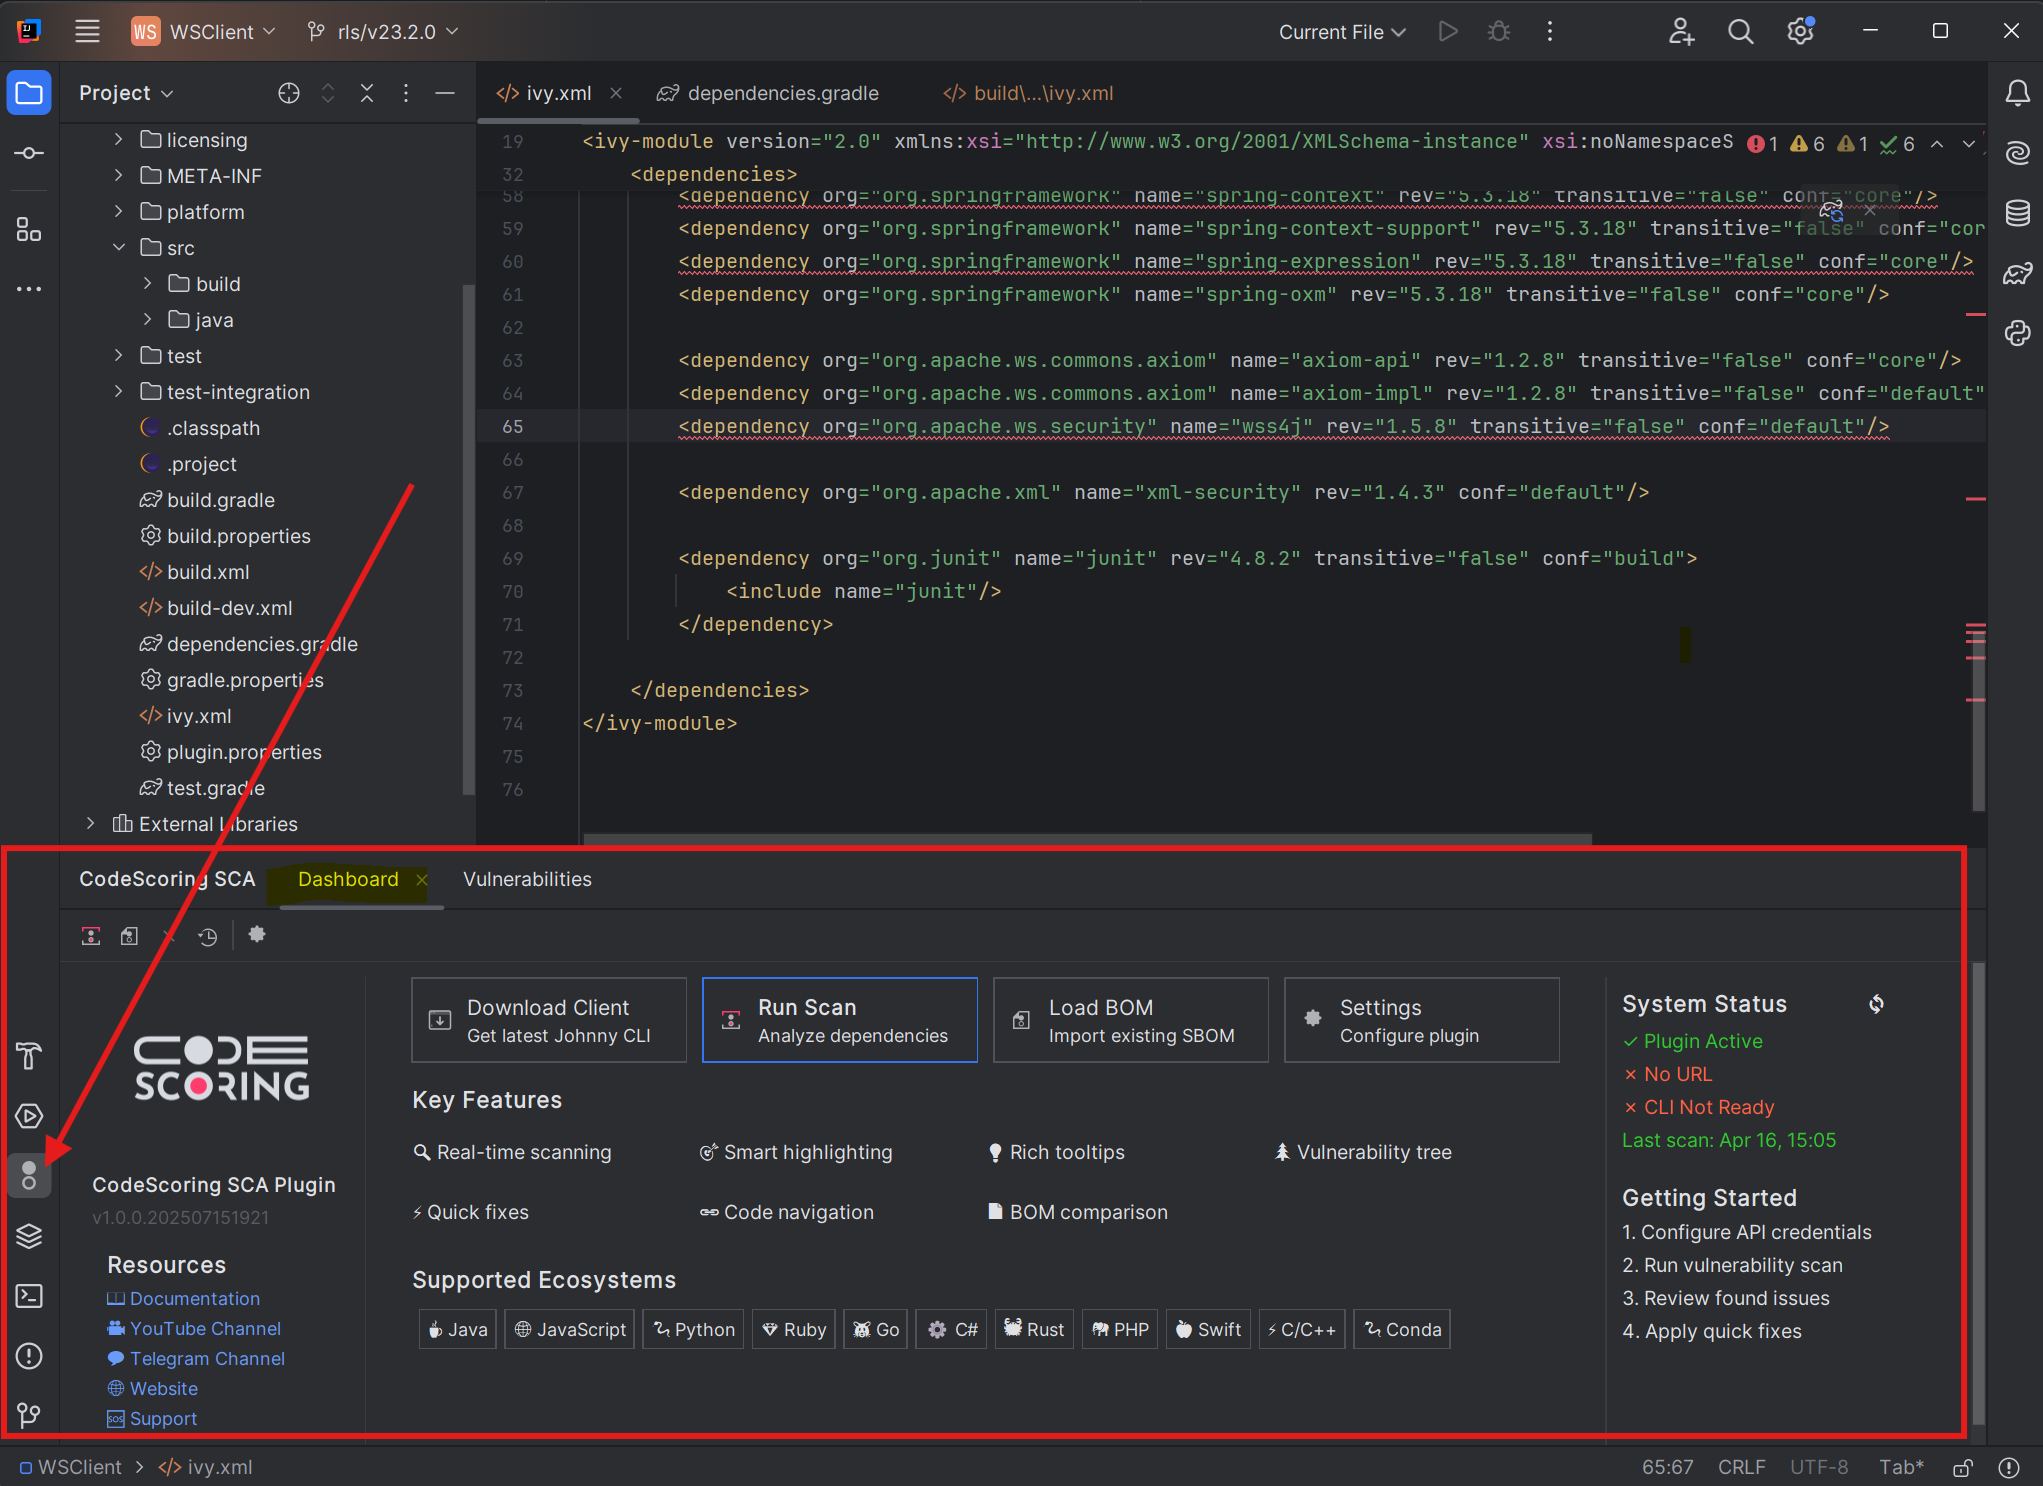 WS WSClient rls/v23.2.0 Current File
Project
ivy.xml dependencies.gradle build\...\ivy.xml
licensing
META-INF
platform
src
build
java
test
test-integration
.classpath
.project
build.gradle
build.properties
build.xml
build-dev.xml
dependencies.gradle
gradle.properties
ivy.xml
plugin.properties
test.gradle
External Libraries
19 <ivy-module version="2.0" xmlns:xsi="http://www.w3.org/2001/XMLSchema-instance" xsi:noNamespaceS 1 6 1 6
32 <dependencies>
58 <dependency org="org.springframework" name="spring-context" rev="5.3.18" transitive="false" conf="core"/>
59 <dependency org="org.springframework" name="spring-context-support" rev="5.3.18" transitive="false" conf="cor
60 <dependency org="org.springframework" name="spring-expression" rev="5.3.18" transitive="false" conf="core"/>
61 <dependency org="org.springframework" name="spring-oxm" rev="5.3.18" transitive="false" conf="core"/>
62
63 <dependency org="org.apache.ws.commons.axiom" name="axiom-api" rev="1.2.8" transitive="false" conf="core"/>
64 <dependency org="org.apache.ws.commons.axiom" name="axiom-impl" rev="1.2.8" transitive="false" conf="default"
65 <dependency org="org.apache.ws.security" name="wss4j" rev="1.5.8" transitive="false" conf="default"/>
66
67 <dependency org="org.apache.xml" name="xml-security" rev="1.4.3" conf="default"/>
68
69 <dependency org="org.junit" name="junit" rev="4.8.2" transitive="false" conf="build">
70 <include name="junit"/>
71 </dependency>
72
73 </dependencies>
74 </ivy-module>
75
76
CodeScoring SCA Dashboard Vulnerabilities
CODE
SCORING
CodeScoring SCA Plugin
v1.0.0.202507151921
Resources
Documentation
YouTube Channel
Telegram Channel
Website
SOS Support
Download Client
Get latest Johnny CLI
Run Scan
Analyze dependencies
Load BOM
Import existing SBOM
Settings
Configure plugin
Key Features
Real-time scanning Smart highlighting Rich tooltips Vulnerability tree
Quick fixes Code navigation BOM comparison
Supported Ecosystems
Java JavaScript Python Ruby Go C# Rust PHP Swift C/C++ Conda
System Status
Plugin Active
No URL
CLI Not Ready
Last scan: Apr 16, 15:05
Getting Started
1. Configure API credentials
2. Run vulnerability scan
3. Review found issues
4. Apply quick fixes
WSClient ivy.xml 65:67 CRLF UTF-8 Tab*